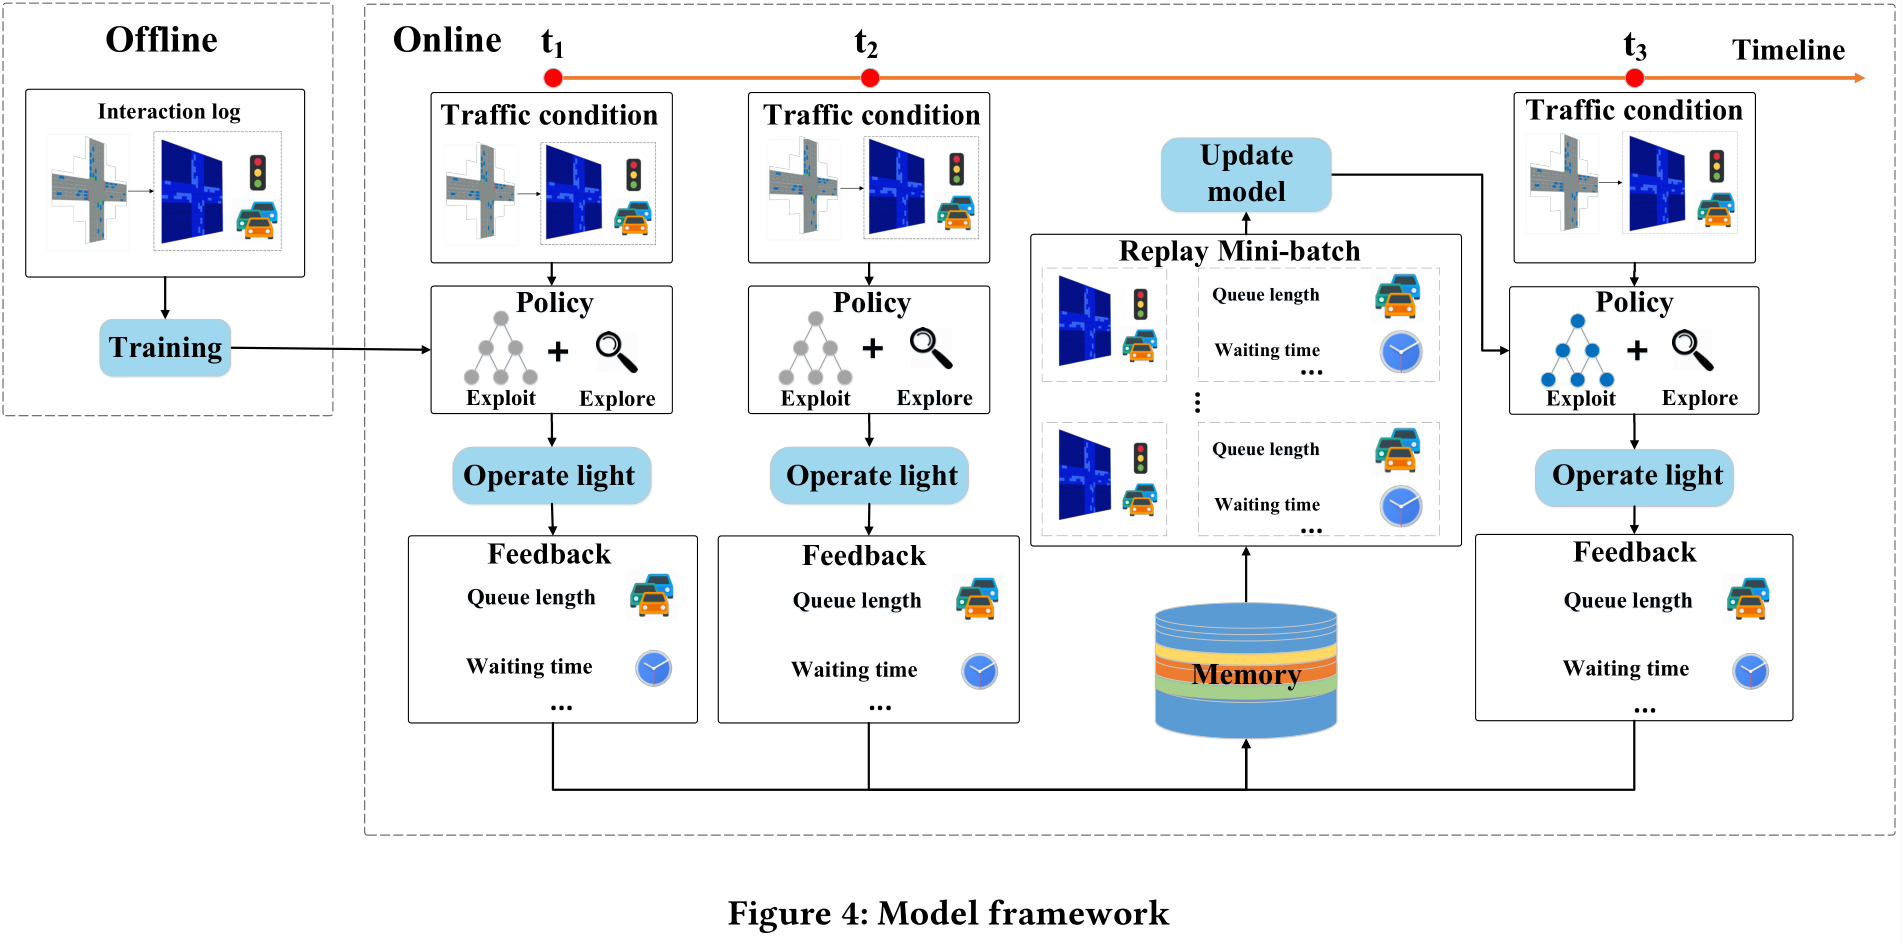 Offline
Interaction log
Training
Online
t1
t2
t3
Timeline
Traffic condition
Policy
+
Exploit
Explore
Operate light
Feedback
Queue length
Waiting time
...
Traffic condition
Policy
+
Exploit
Explore
Operate light
Feedback
Queue length
Waiting time
...
Update
model
Replay Mini-batch
Queue length
Waiting time
...
⋮
Queue length
Waiting time
...
Memory
Traffic condition
Policy
+
Exploit
Explore
Operate light
Feedback
Queue length
Waiting time
...
Figure 4: Model framework